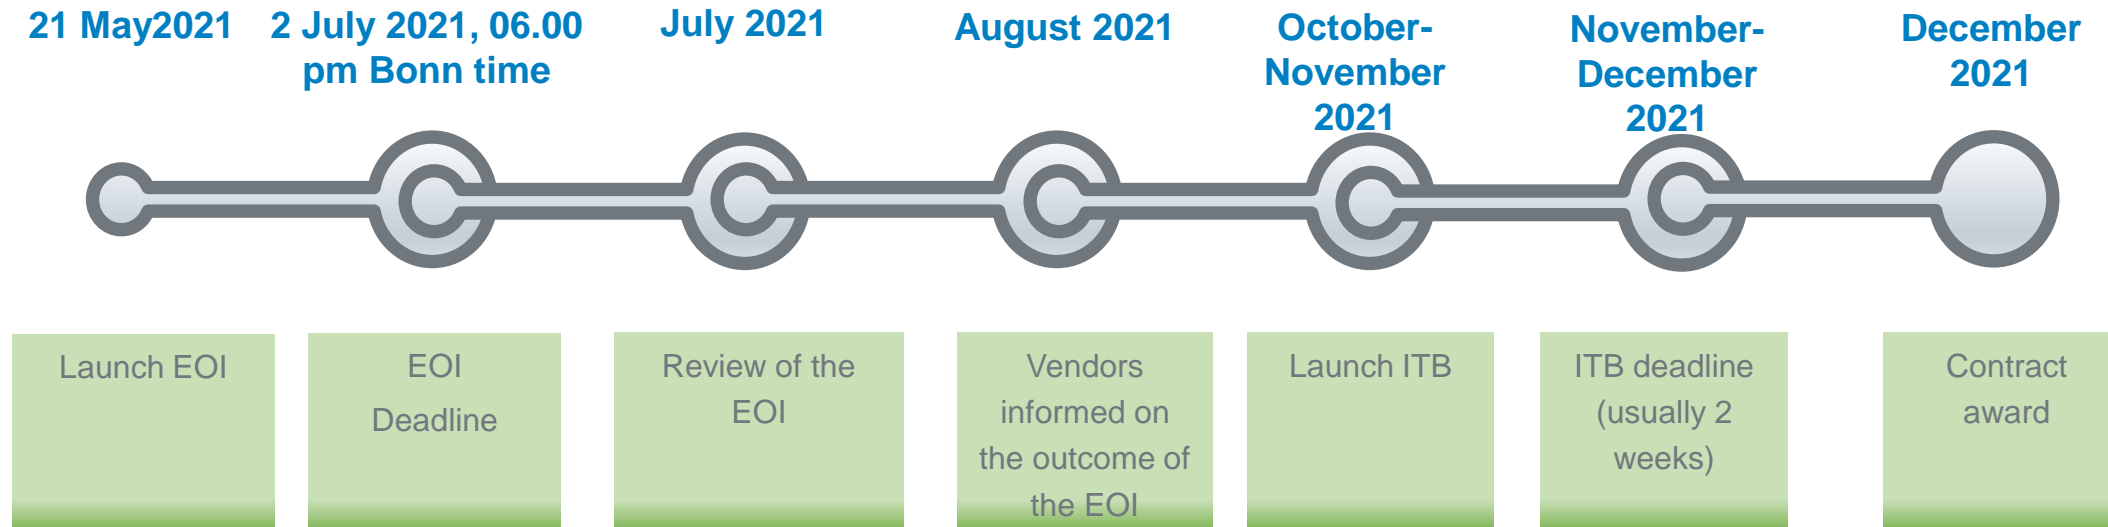 21 May2021
2 July 2021, 06.00
pm Bonn time
July 2021
August 2021
October-
November
2021
November-
December
2021
December
2021
Launch EOI
EOI
Deadline
Review of the
EOI
Vendors
informed on
the outcome of
the EOI
Launch ITB
ITB deadline
(usually 2
weeks)
Contract
award